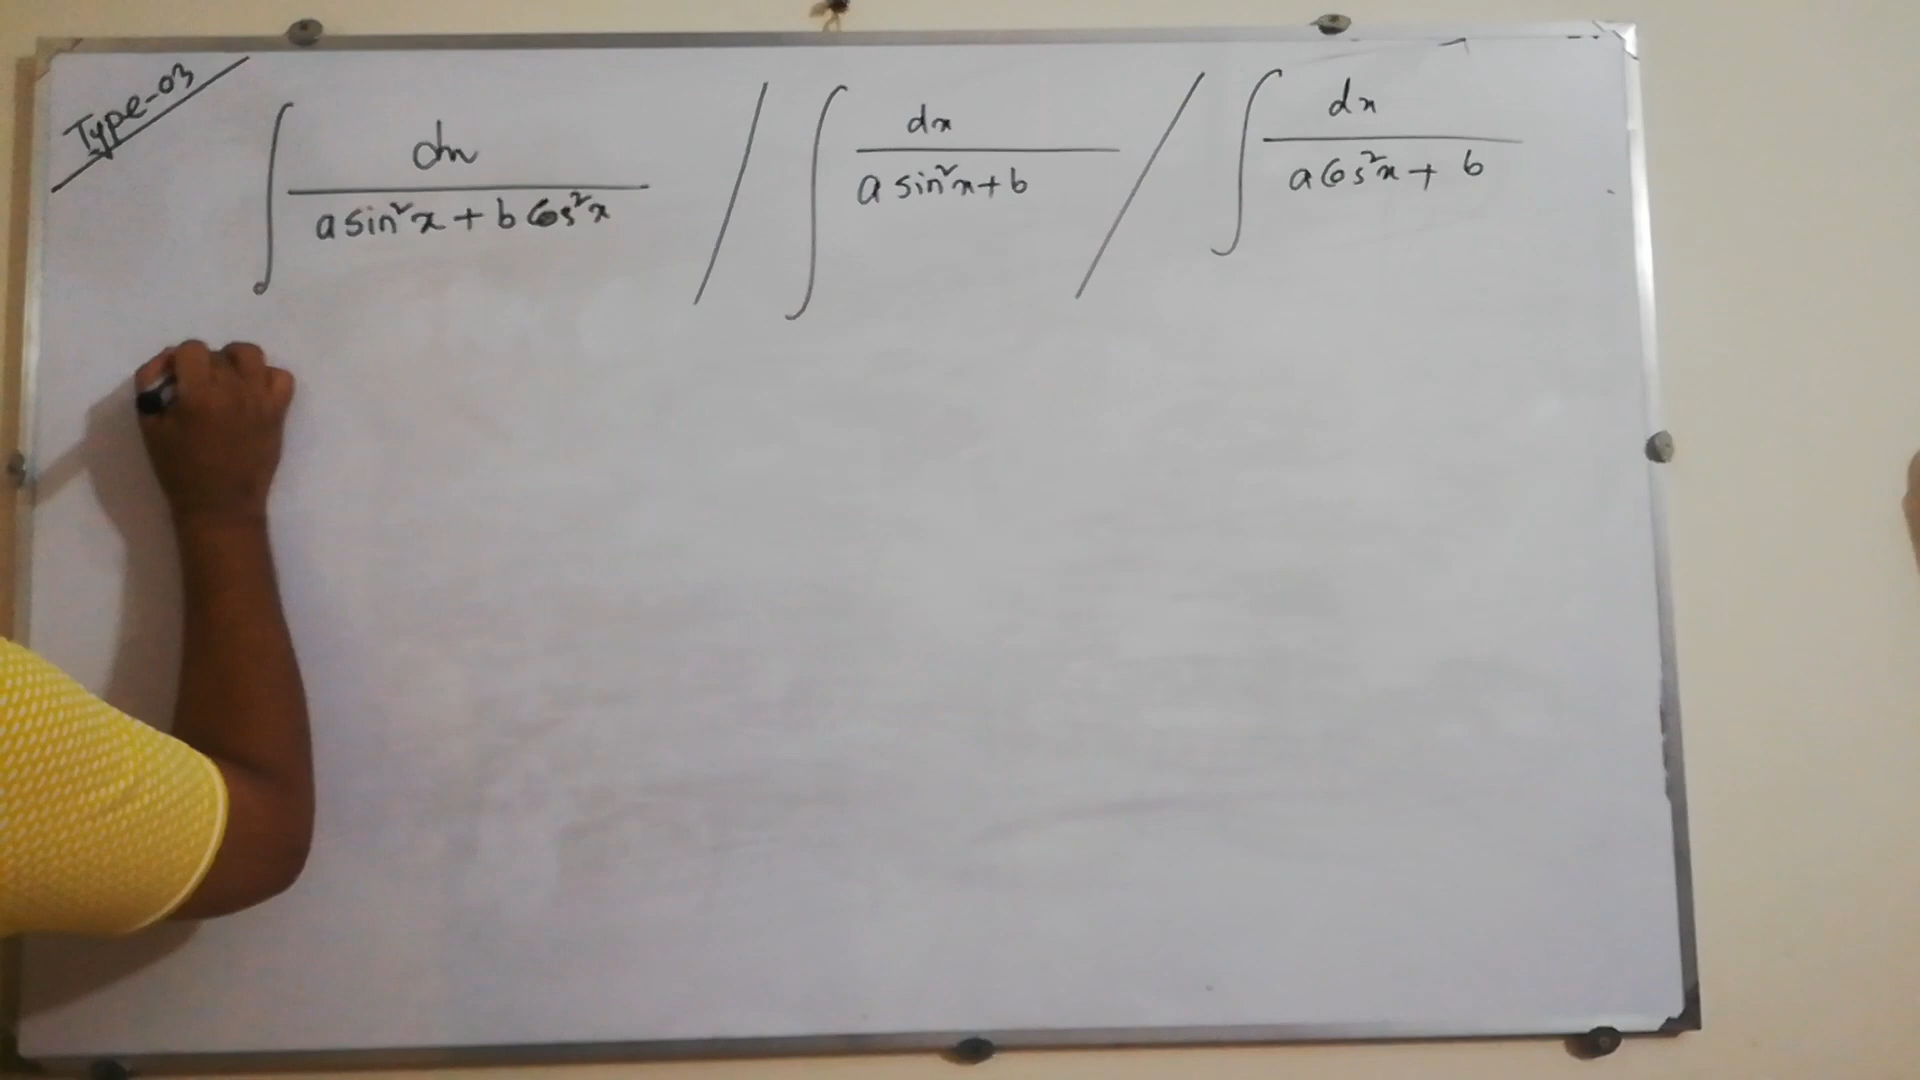 Type-03
∫ dx / (a sin²x + b cos²x) / ∫ dx / (a sin²x + b) / ∫ dx / (a cos²x + b)